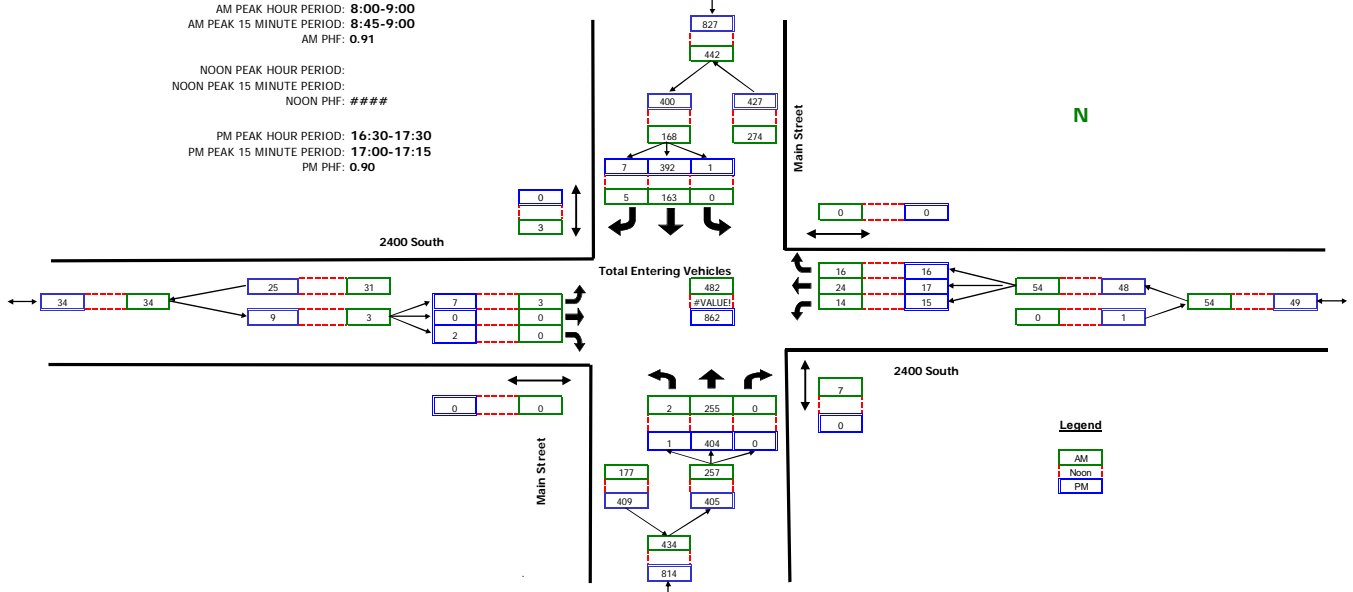 AM PEAK HOUR PERIOD: 8:00-9:00
AM PEAK 15 MINUTE PERIOD: 8:45-9:00
AM PHF: 0.91
NOON PEAK HOUR PERIOD:
NOON PEAK 15 MINUTE PERIOD:
NOON PHF: ####
PM PEAK HOUR PERIOD: 16:30-17:30
PM PEAK 15 MINUTE PERIOD: 17:00-17:15
PM PHF: 0.90
827
442
400 427
168 274
7 392 1
5 163 0
Main Street
N
0
3
0 0
2400 South
Total Entering Vehicles
482
#VALUE!
862
34 34
25 31
9 3
7 3
0 0
2 0
16 16
24 17
14 15
54 48
0 1
54 49
2400 South
0 0
7
0
2 255 0
1 404 0
Main Street
177 257
409 405
434
814
Legend
AM
Noon
PM